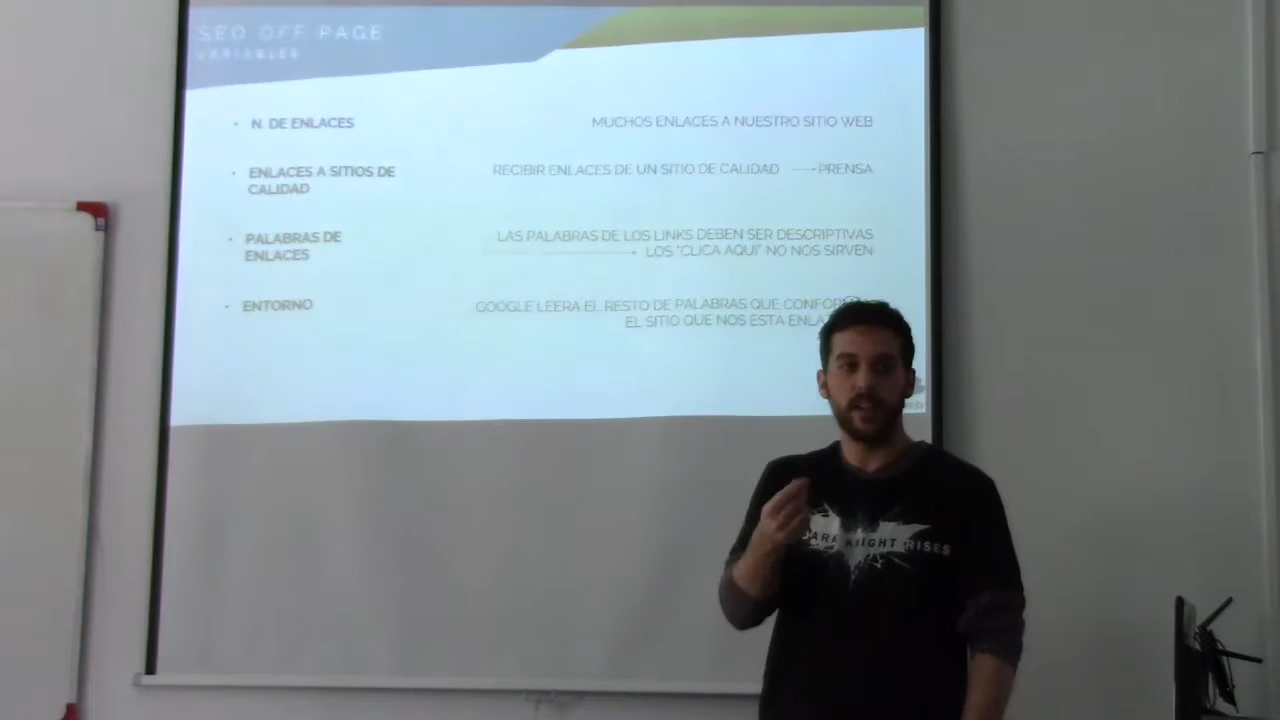 SEO OFF PAGE
VARIABLES
• N. DE ENLACES
MUCHOS ENLACES A NUESTRO SITIO WEB
• ENLACES A SITIOS DE
CALIDAD
RECIBIR ENLACES DE UN SITIO DE CALIDAD → PRENSA
• PALABRAS DE
ENLACES
LAS PALABRAS DE LOS LINKS DEBEN SER DESCRIPTIVAS
→ LOS "CLICA AQUI" NO NOS SIRVEN
• ENTORNO
GOOGLE LEERA EL RESTO DE PALABRAS QUE
EL SITIO QUE NOS ESTA
DARK KNIGHT RISES